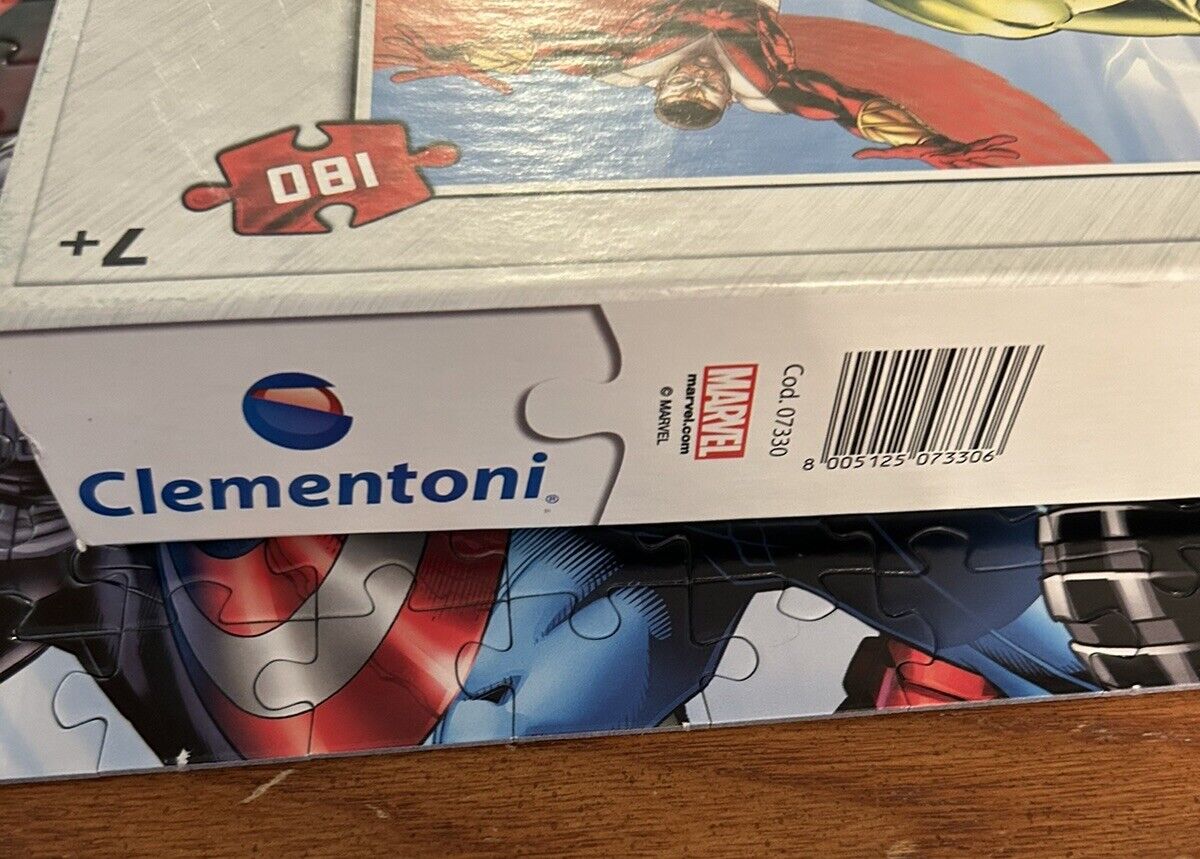 180
7+
Clementoni®
MARVEL
marvel.com
© MARVEL
Cod. 07330
8 005125 073306